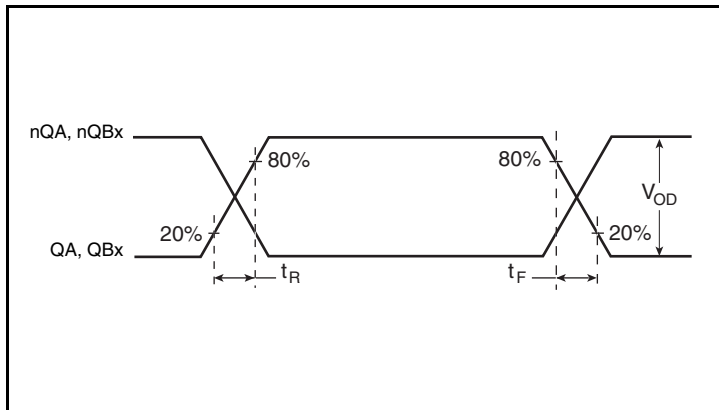 nQA, nQBx
80%
80%
VOD
20%
20%
QA, QBx
tR
tF